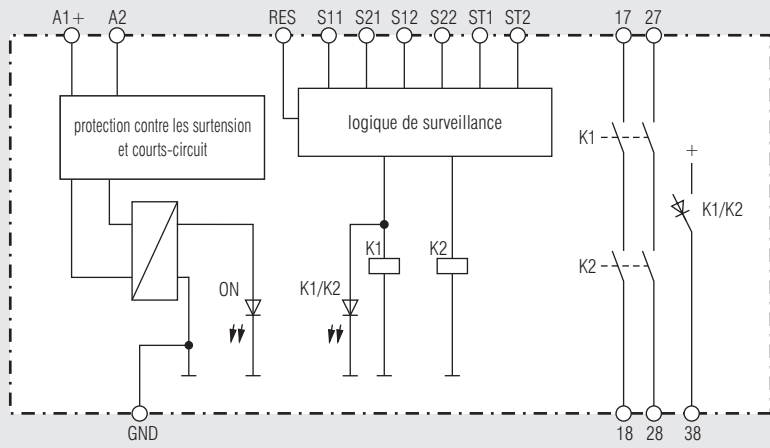 A1+ A2 RES S11 S21 S12 S22 ST1 ST2 17 27
protection contre les surtension
et courts-circuit
logique de surveillance
K1
+
K1/K2
K1 K2
K2
ON K1/K2
GND 18 28 38